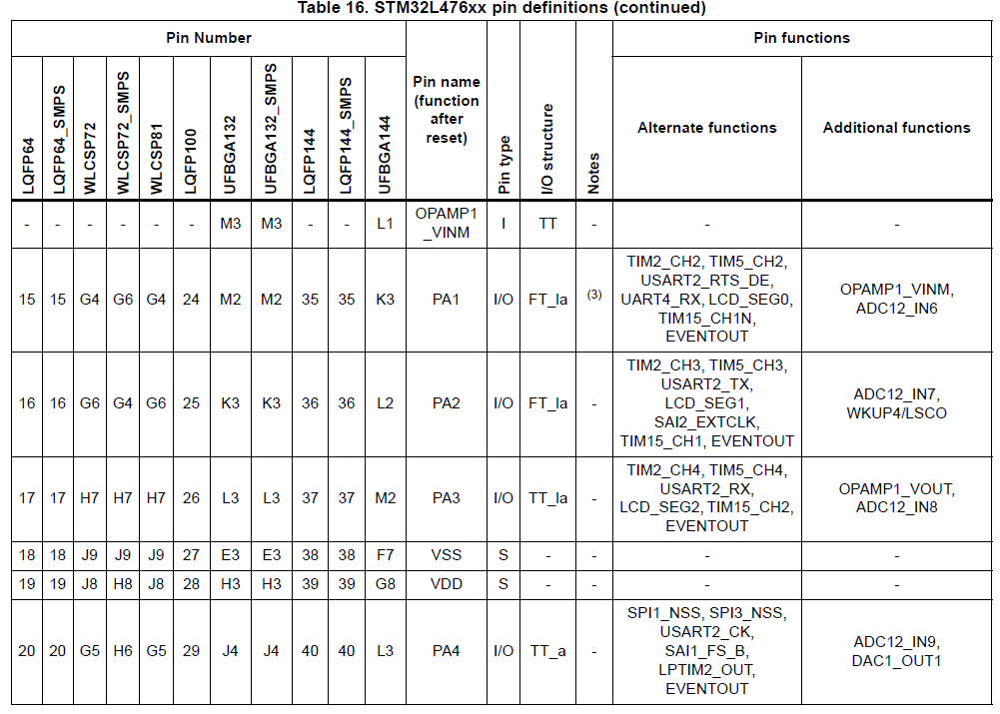 Table 16. STM32L476xx pin definitions (continued)
Pin Number
Pin name
(function
after
reset)
Pin type
I/O structure
Notes
Pin functions
LQFP64
LQFP64_SMPS
WLCSP72
WLCSP72_SMPS
WLCSP81
LQFP100
UFBGA132
UFBGA132_SMPS
LQFP144
LQFP144_SMPS
UFBGA144
Alternate functions
Additional functions
- - - - - - M3 M3 - - L1 OPAMP1
_VINM I TT - - -
15 15 G4 G6 G4 24 M2 M2 35 35 K3 PA1 I/O FT_la (3)
TIM2_CH2, TIM5_CH2,
USART2_RTS_DE,
UART4_RX, LCD_SEG0,
TIM15_CH1N,
EVENTOUT
OPAMP1_VINM,
ADC12_IN6
16 16 G6 G4 G6 25 K3 K3 36 36 L2 PA2 I/O FT_la -
TIM2_CH3, TIM5_CH3,
USART2_TX,
LCD_SEG1,
SAI2_EXTCLK,
TIM15_CH1, EVENTOUT
ADC12_IN7,
WKUP4/LSCO
17 17 H7 H7 H7 26 L3 L3 37 37 M2 PA3 I/O TT_la -
TIM2_CH4, TIM5_CH4,
USART2_RX,
LCD_SEG2, TIM15_CH2,
EVENTOUT
OPAMP1_VOUT,
ADC12_IN8
18 18 J9 J9 J9 27 E3 E3 38 38 F7 VSS S - - - -
19 19 J8 H8 J8 28 H3 H3 39 39 G8 VDD S - - - -
20 20 G5 H6 G5 29 J4 J4 40 40 L3 PA4 I/O TT_a -
SPI1_NSS, SPI3_NSS,
USART2_CK,
SAI1_FS_B,
LPTIM2_OUT,
EVENTOUT
ADC12_IN9,
DAC1_OUT1